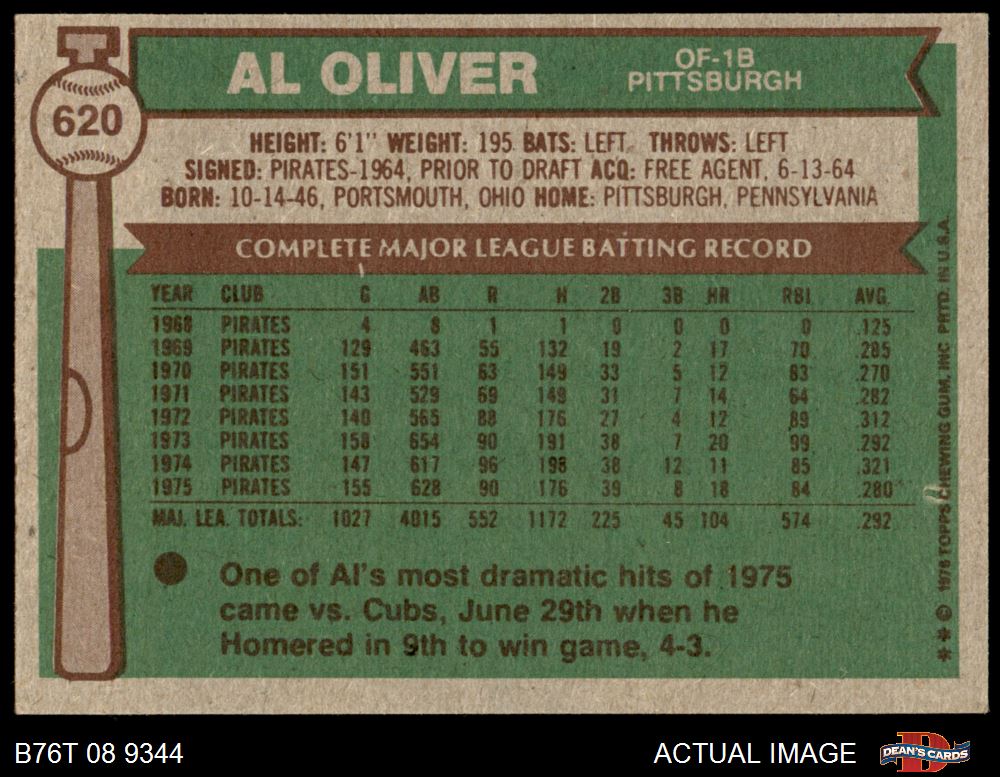 AL OLIVER
OF-1B
PITTSBURGH
620
HEIGHT: 6'1" WEIGHT: 195 BATS: LEFT THROWS: LEFT
SIGNED: PIRATES-1964, PRIOR TO DRAFT ACQ: FREE AGENT, 6-13-64
BORN: 10-14-46, PORTSMOUTH, OHIO HOME: PITTSBURGH, PENNSYLVANIA
COMPLETE MAJOR LEAGUE BATTING RECORD
YEAR CLUB G AB R H 2B 3B HR RBI AVG.
1968 PIRATES 4 8 1 1 0 0 0 0 .125
1969 PIRATES 129 463 55 132 19 2 17 70 .285
1970 PIRATES 151 551 63 149 33 5 12 83 .270
1971 PIRATES 143 529 69 149 31 7 14 64 .282
1972 PIRATES 140 565 88 176 27 4 12 89 .312
1973 PIRATES 158 654 90 191 38 7 20 99 .292
1974 PIRATES 147 617 96 198 38 12 11 85 .321
1975 PIRATES 155 628 90 176 39 8 18 84 .280
MAJ. LEA. TOTALS: 1027 4015 552 1172 225 45 104 574 .292
One of Al's most dramatic hits of 1975
came vs. Cubs, June 29th when he
Homered in 9th to win game, 4-3.
** © 1976 TOPPS CHEWING GUM, INC PRTD. IN U.S.A.
B76T 08 9344
ACTUAL IMAGE
DEAN'S CARDS